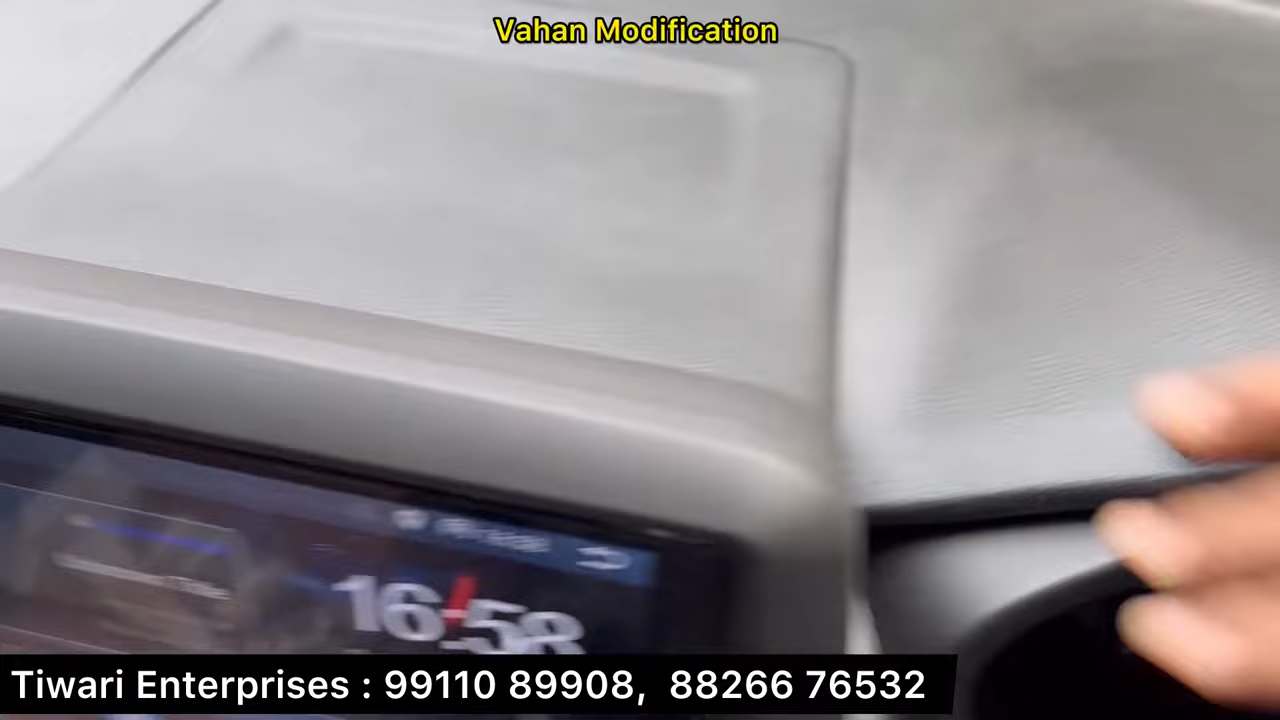 Vahan Modification
16/58
Tiwari Enterprises : 99110 89908, 88266 76532